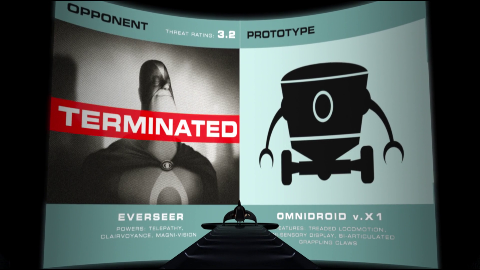 OPPONENT
THREAT RATING: 3.2
PROTOTYPE
TERMINATED
EVERSEER
POWERS: TELEPATHY,
CLAIRVOYANCE, MAGNI-VISION
OMNIDROID v.X1
FEATURES: TREADED LOCOMOTION,
SENSORY DISPLAY, BI-ARTICULATED
GRAPPLING CLAWS